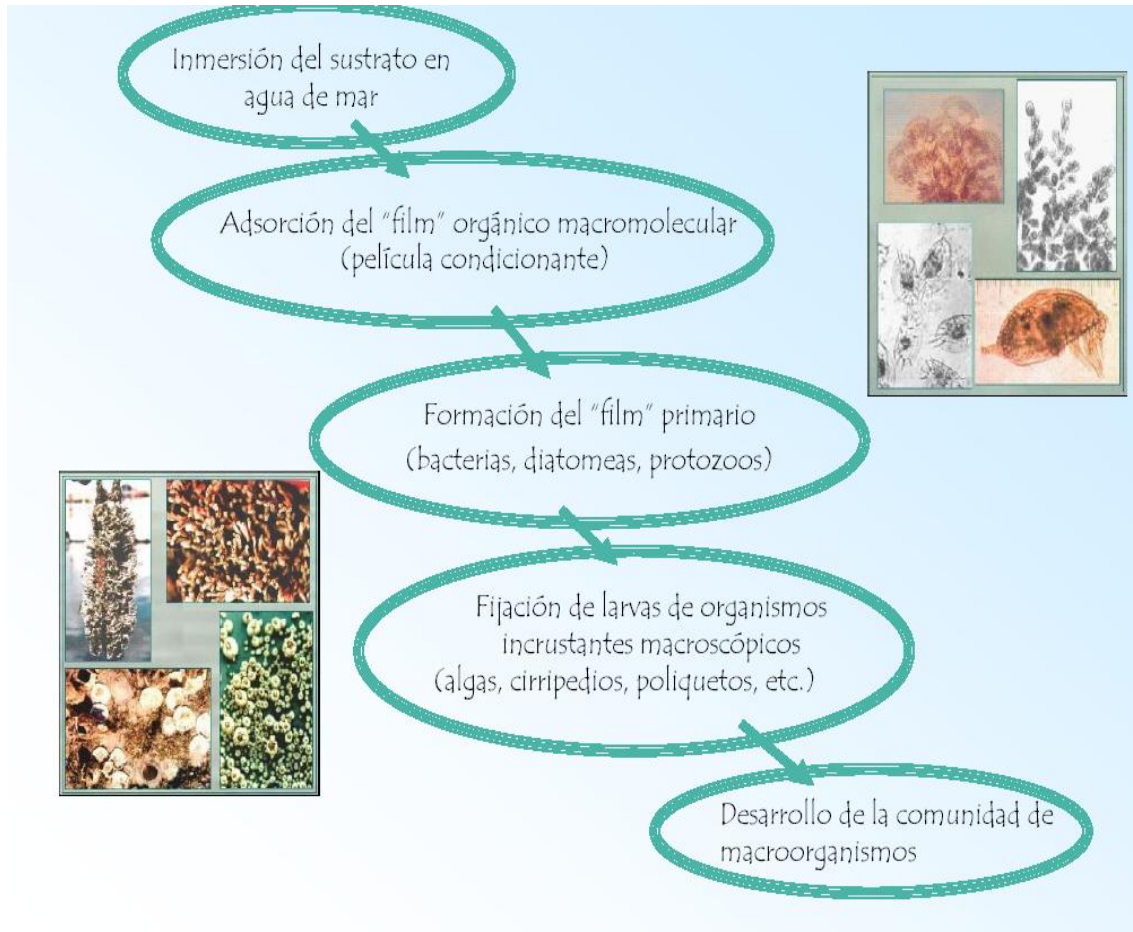 Inmersión del sustrato en
agua de mar
Adsorción del "film" orgánico macromolecular
(película condicionante)
Formación del "film" primario
(bacterias, diatomeas, protozoos)
Fijación de larvas de organismos
incrustantes macroscópicos
(algas, cirripedios, poliquetos, etc.)
Desarrollo de la comunidad de
macroorganismos